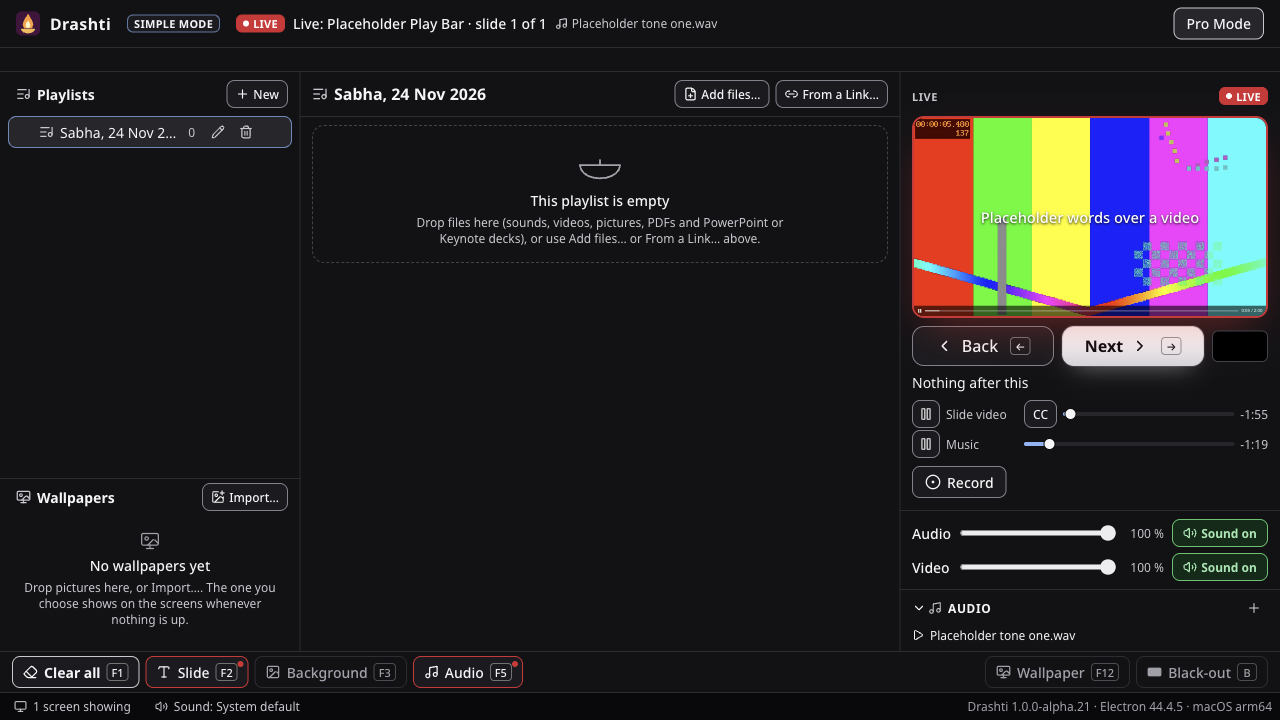 Drashti
SIMPLE MODE
LIVE
Live: Placeholder Play Bar · slide 1 of 1
Placeholder tone one.wav
Pro Mode
Playlists
New
Sabha, 24 Nov 2... 0
Sabha, 24 Nov 2026
Add files...
From a Link...
This playlist is empty
Drop files here (sounds, videos, pictures, PDFs and PowerPoint or
Keynote decks), or use Add files... or From a Link... above.
Wallpapers
Import...
No wallpapers yet
Drop pictures here, or Import.... The one you
choose shows on the screens whenever
nothing is up.
LIVE
LIVE
00:00:05.480
137
Placeholder words over a video
Back ←
Next →
Nothing after this
Slide video CC -1:55
Music -1:19
Record
Audio 100 % Sound on
Video 100 % Sound on
AUDIO
Placeholder tone one.wav
Clear all F1
Slide F2
Background F3
Audio F5
Wallpaper F12
Black-out B
1 screen showing
Sound: System default
Drashti 1.0.0-alpha.21 · Electron 44.4.5 · macOS arm64